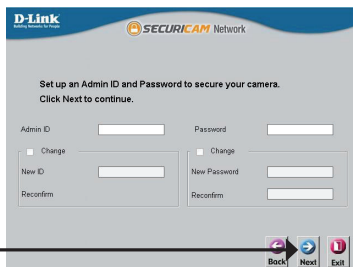 D-Link
Building Networks for People
SECURICAM Network
Set up an Admin ID and Password to secure your camera.
Click Next to continue.
Admin ID
Password
Change
Change
New ID
New Password
Reconfirm
Reconfirm
Back
Next
Exit